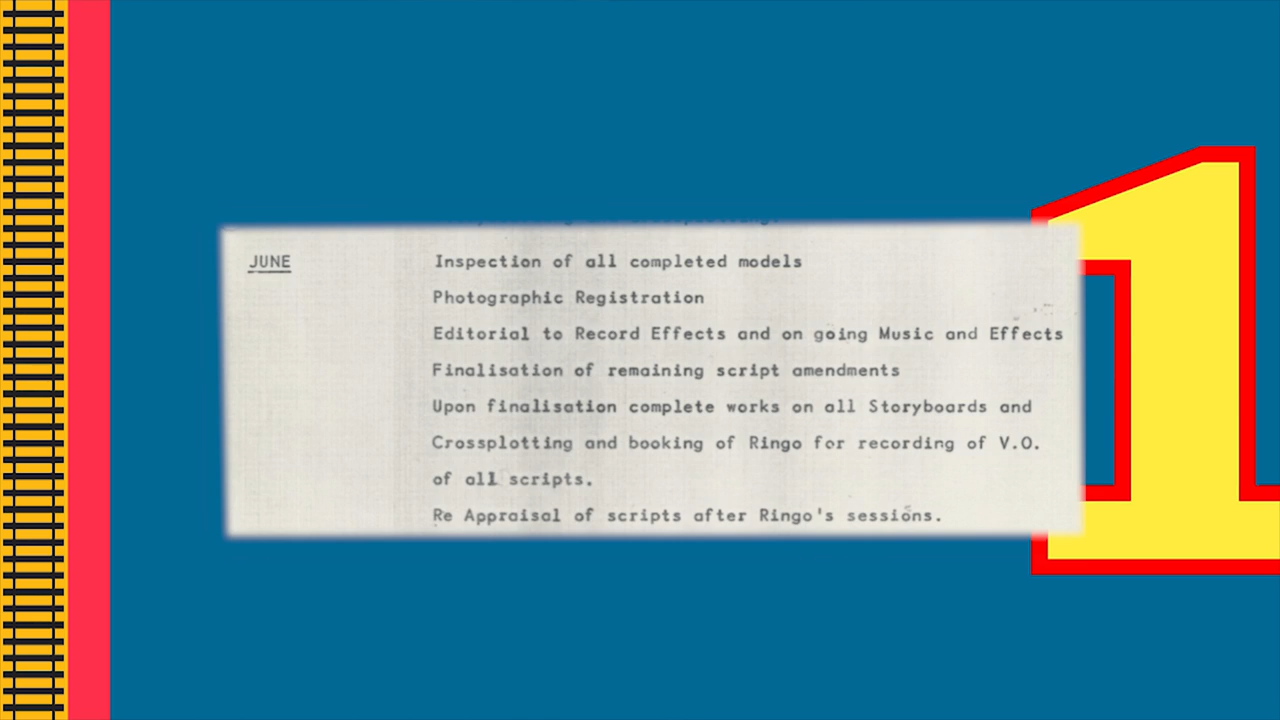 JUNE Inspection of all completed models
Photographic Registration
Editorial to Record Effects and on going Music and Effects
Finalisation of remaining script amendments
Upon finalisation complete works on all Storyboards and
Crossplotting and booking of Ringo for recording of V.O.
of all scripts.
Re Appraisal of scripts after Ringo's sessions.
1